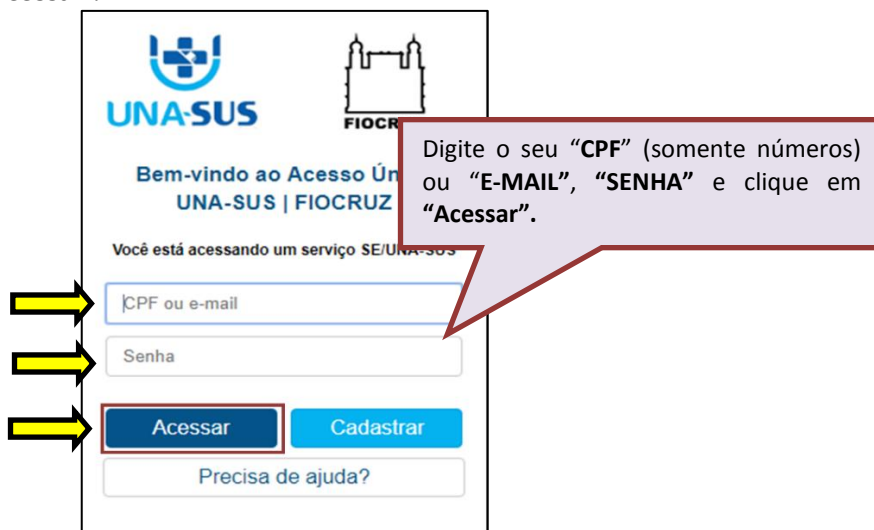 UNA-SUS
FIOCR
Bem-vindo ao Acesso Ún
UNA-SUS | FIOCRUZ
Você está acessando um serviço SE/UNA-SUS
Digite o seu “CPF” (somente números)
ou “E-MAIL”, “SENHA” e clique em
“Acessar”.
CPF ou e-mail
Senha
Acessar
Cadastrar
Precisa de ajuda?